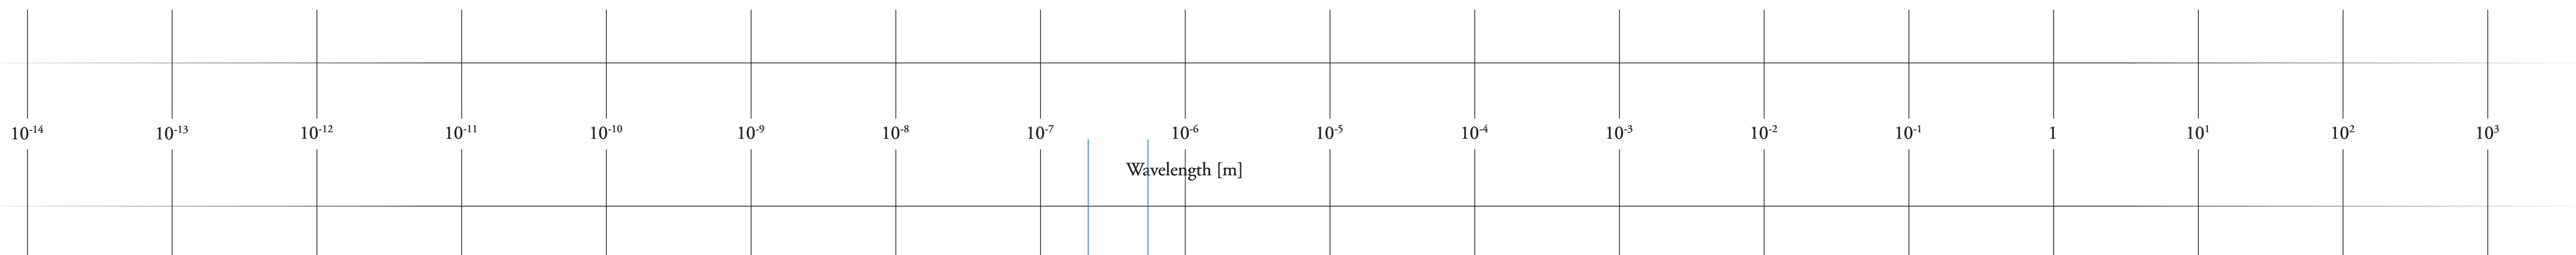 10⁻¹⁴ 10⁻¹³ 10⁻¹² 10⁻¹¹ 10⁻¹⁰ 10⁻⁹ 10⁻⁸ 10⁻⁷ 10⁻⁶ 10⁻⁵ 10⁻⁴ 10⁻³ 10⁻² 10⁻¹ 1 10¹ 10² 10³
Wavelength [m]